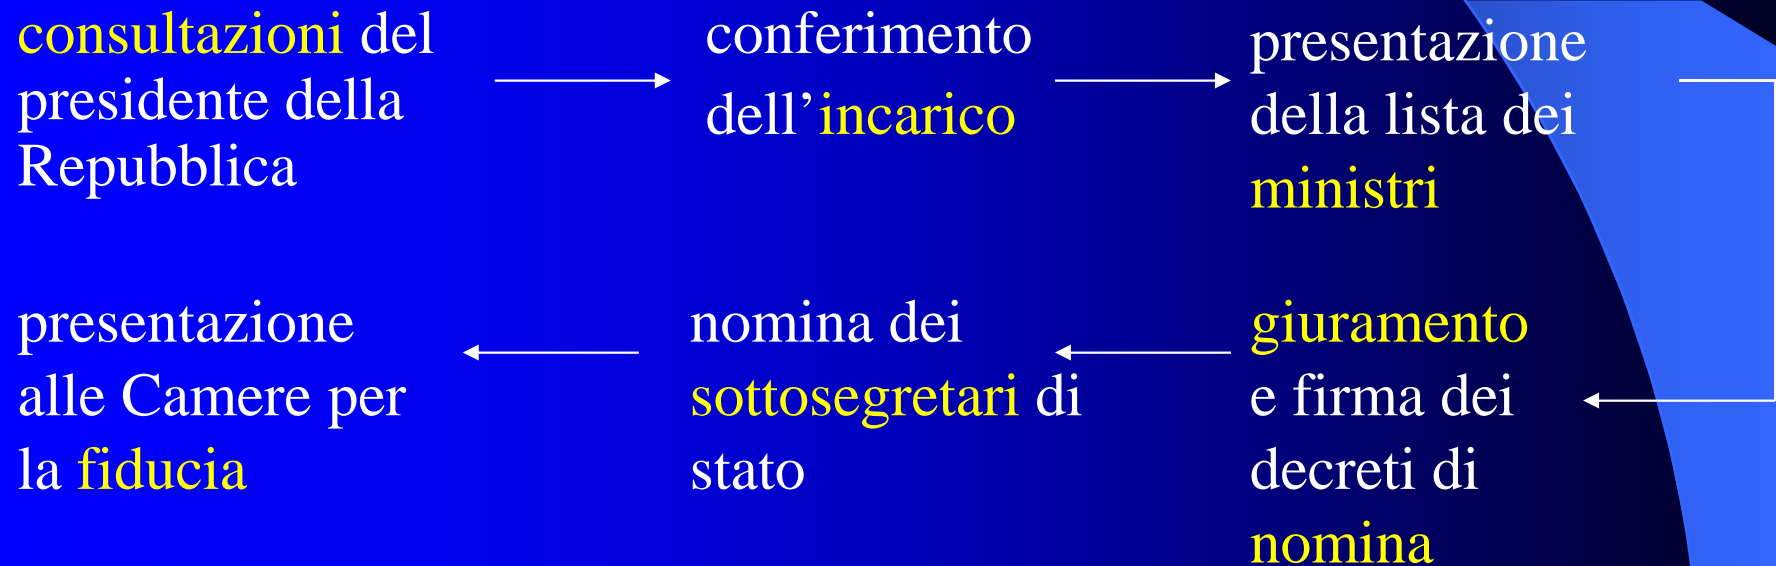 consultazioni del
presidente della
Repubblica
conferimento
dell’incarico
presentazione
della lista dei
ministri
giuramento
e firma dei
decreti di
nomina
nomina dei
sottosegretari di
stato
presentazione
alle Camere per
la fiducia